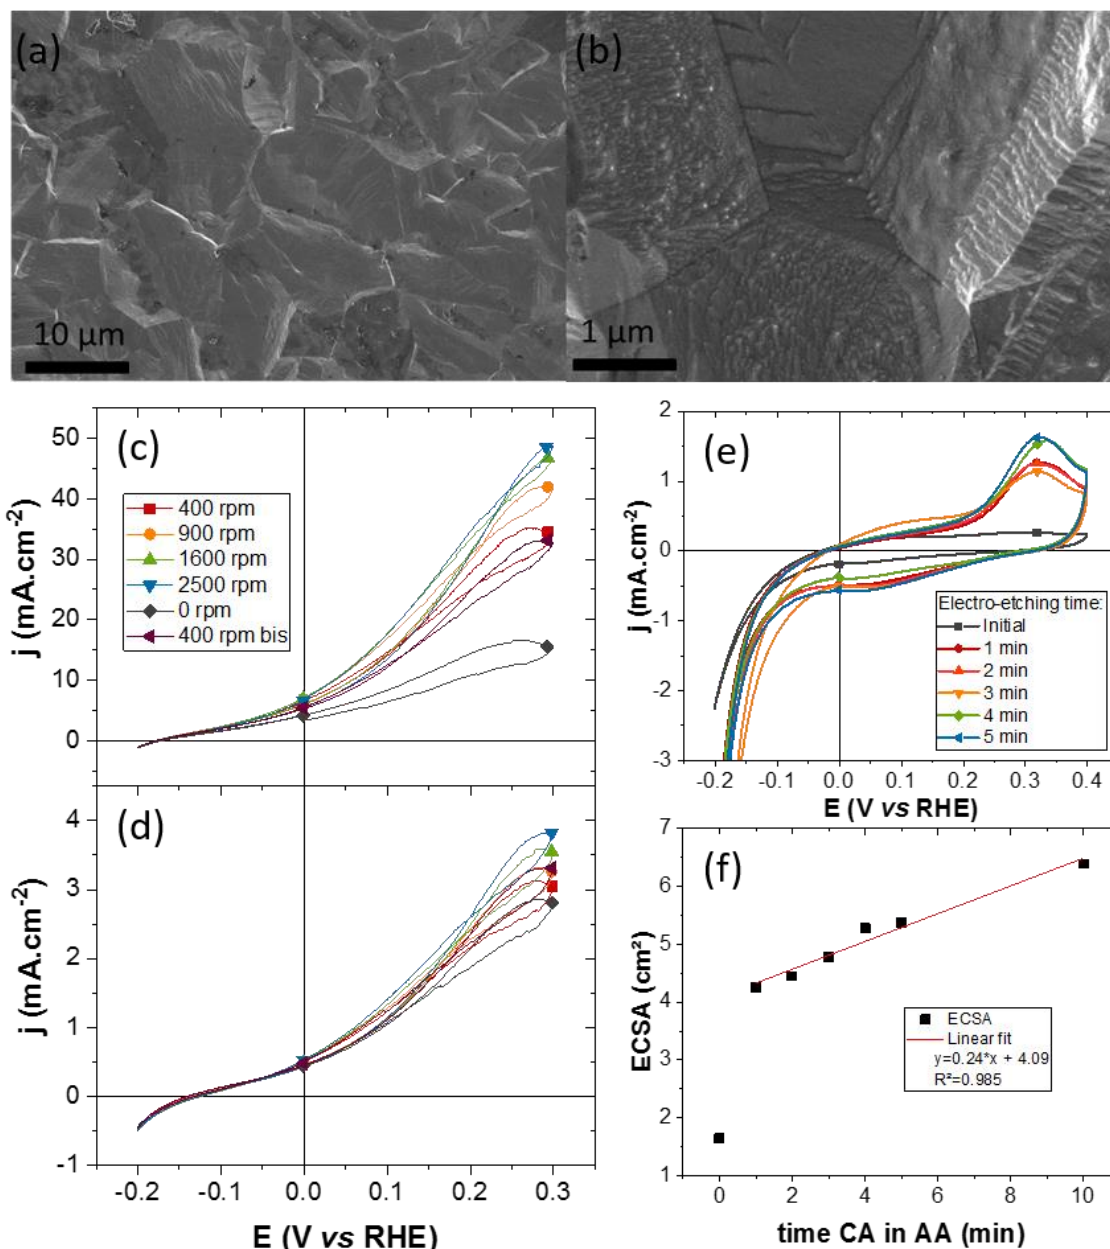 (a)
10 μm
(b)
1 μm
(c)
50
40
30
20
10
0
j (mA.cm-2)
400 rpm
900 rpm
1600 rpm
2500 rpm
0 rpm
400 rpm bis
(d)
4
3
2
1
0
-1
j (mA.cm-2)
-0.2
-0.1
0.0
0.1
0.2
0.3
E (V vs RHE)
(e)
2
1
0
-1
-2
-3
j (mA.cm-2)
Electro-etching time:
Initial
1 min
2 min
3 min
4 min
5 min
-0.2
-0.1
0.0
0.1
0.2
0.3
0.4
E (V vs RHE)
(f)
7
6
5
4
3
2
1
ECSA (cm²)
ECSA
Linear fit
y=0.24*x + 4.09
R²=0.985
0
2
4
6
8
10
time CA in AA (min)